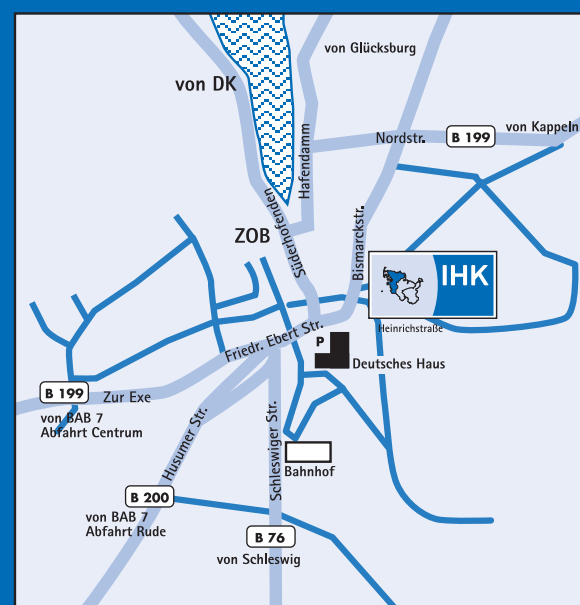 von Glücksburg
von DK
Hafendamm
Nordstr.
B 199
von Kappeln
Süderhofenden
ZOB
Bismarckstr.
IHK
Heinrichstraße
Friedr. Ebert Str.
P
Deutsches Haus
B 199
Zur Exe
von BAB 7
Abfahrt Centrum
Husumer Str.
Schleswiger Str.
Bahnhof
B 200
von BAB 7
Abfahrt Rude
B 76
von Schleswig